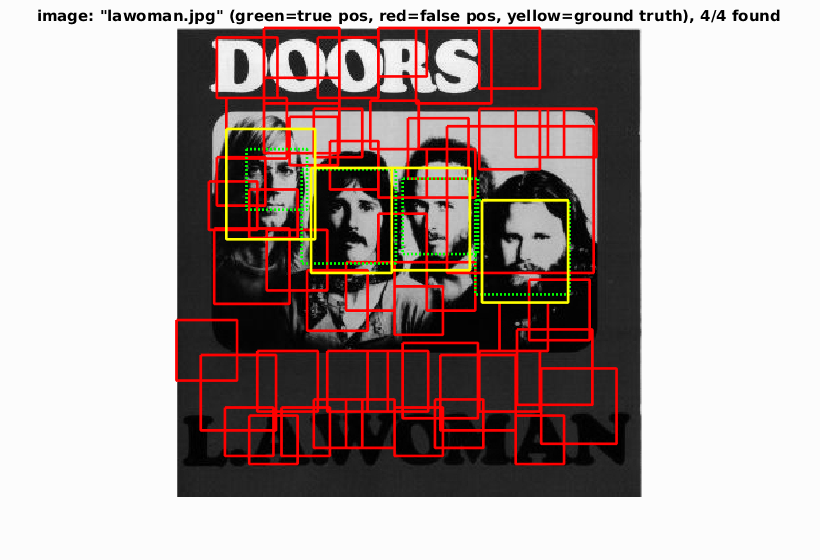 image: "lawoman.jpg" (green=true pos, red=false pos, yellow=ground truth), 4/4 found
DOORS
L.A.WOMAN